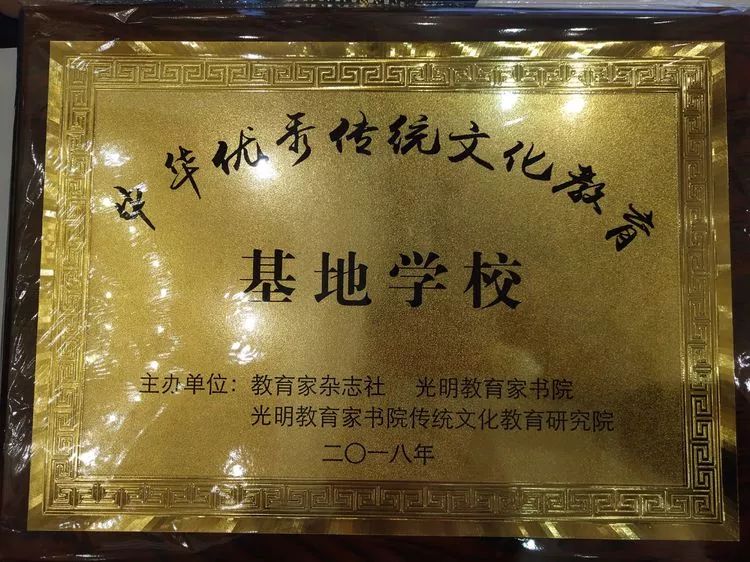 华优秀传统文化教育
基地学校
主办单位：教育家杂志社 光明教育家书院
光明教育家书院传统文化教育研究院
二〇一八年